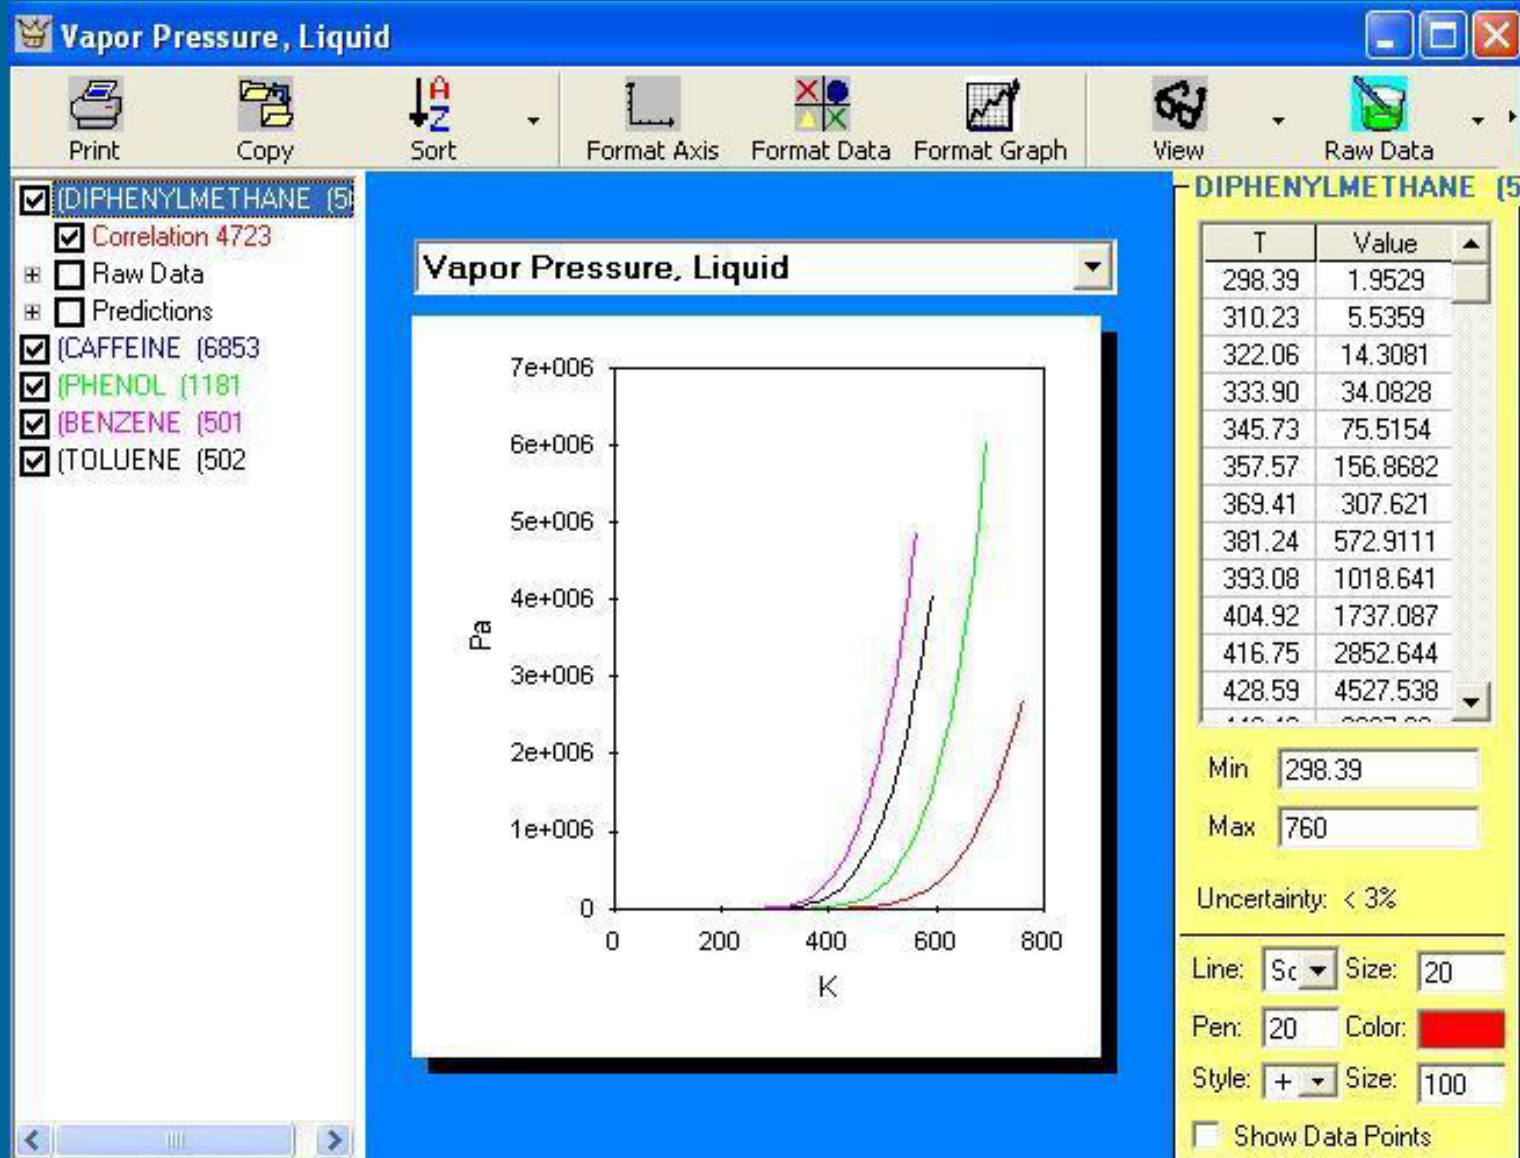 Vapor Pressure, Liquid
Print Copy Sort Format Axis Format Data Format Graph View Raw Data
(DIPHENYLMETHANE (50
Correlation 4723
Raw Data
Predictions
(CAFFEINE (6853
(PHENOL (1181
(BENZENE (501
(TOLUENE (502
Vapor Pressure, Liquid
7e+006
6e+006
5e+006
4e+006
3e+006
2e+006
1e+006
0
Pa
0 200 400 600 800
K
DIPHENYLMETHANE (5
T Value
298.39 1.9529
310.23 5.5359
322.06 14.3081
333.90 34.0828
345.73 75.5154
357.57 156.8682
369.41 307.621
381.24 572.9111
393.08 1018.641
404.92 1737.087
416.75 2852.644
428.59 4527.538
Min 298.39
Max 760
Uncertainty: < 3%
Line: Sc Size: 20
Pen: 20 Color:
Style: + Size: 100
Show Data Points